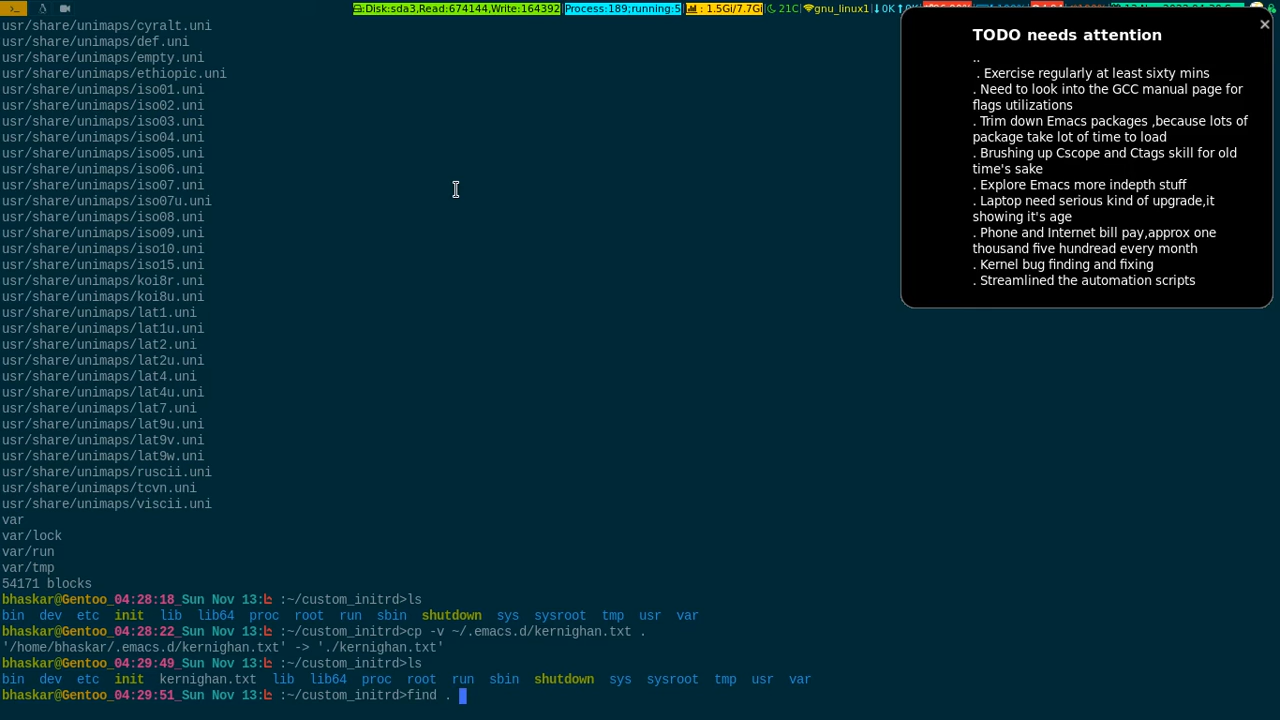 >_ Disk:sda3,Read:674144,Write:164392 Process:189;running:5 : 1.5Gi/7.7Gi 21C gnu_linux1 0K
usr/share/unimaps/cyralt.uni
usr/share/unimaps/def.uni
usr/share/unimaps/empty.uni
usr/share/unimaps/ethiopic.uni
usr/share/unimaps/iso01.uni
usr/share/unimaps/iso02.uni
usr/share/unimaps/iso03.uni
usr/share/unimaps/iso04.uni
usr/share/unimaps/iso05.uni
usr/share/unimaps/iso06.uni
usr/share/unimaps/iso07.uni
usr/share/unimaps/iso07u.uni
usr/share/unimaps/iso08.uni
usr/share/unimaps/iso09.uni
usr/share/unimaps/iso10.uni
usr/share/unimaps/iso15.uni
usr/share/unimaps/koi8r.uni
usr/share/unimaps/koi8u.uni
usr/share/unimaps/lat1.uni
usr/share/unimaps/lat1u.uni
usr/share/unimaps/lat2.uni
usr/share/unimaps/lat2u.uni
usr/share/unimaps/lat4.uni
usr/share/unimaps/lat4u.uni
usr/share/unimaps/lat7.uni
usr/share/unimaps/lat9u.uni
usr/share/unimaps/lat9v.uni
usr/share/unimaps/lat9w.uni
usr/share/unimaps/ruscii.uni
usr/share/unimaps/tcvn.uni
usr/share/unimaps/viscii.uni
var
var/lock
var/run
var/tmp
54171 blocks
bhaskar@Gentoo_04:28:18_Sun Nov 13: :~/custom_initrd>ls
bin dev etc init lib lib64 proc root run sbin shutdown sys sysroot tmp usr var
bhaskar@Gentoo_04:28:22_Sun Nov 13: :~/custom_initrd>cp -v ~/.emacs.d/kernighan.txt .
'/home/bhaskar/.emacs.d/kernighan.txt' -> './kernighan.txt'
bhaskar@Gentoo_04:29:49_Sun Nov 13: :~/custom_initrd>ls
bin dev etc init kernighan.txt lib lib64 proc root run sbin shutdown sys sysroot tmp usr var
bhaskar@Gentoo_04:29:51_Sun Nov 13: :~/custom_initrd>find .
TODO needs attention
..
. Exercise regularly at least sixty mins
. Need to look into the GCC manual page for
flags utilizations
. Trim down Emacs packages ,because lots of
package take lot of time to load
. Brushing up Cscope and Ctags skill for old
time's sake
. Explore Emacs more indepth stuff
. Laptop need serious kind of upgrade,it
showing it's age
. Phone and Internet bill pay,approx one
thousand five hundread every month
. Kernel bug finding and fixing
. Streamlined the automation scripts